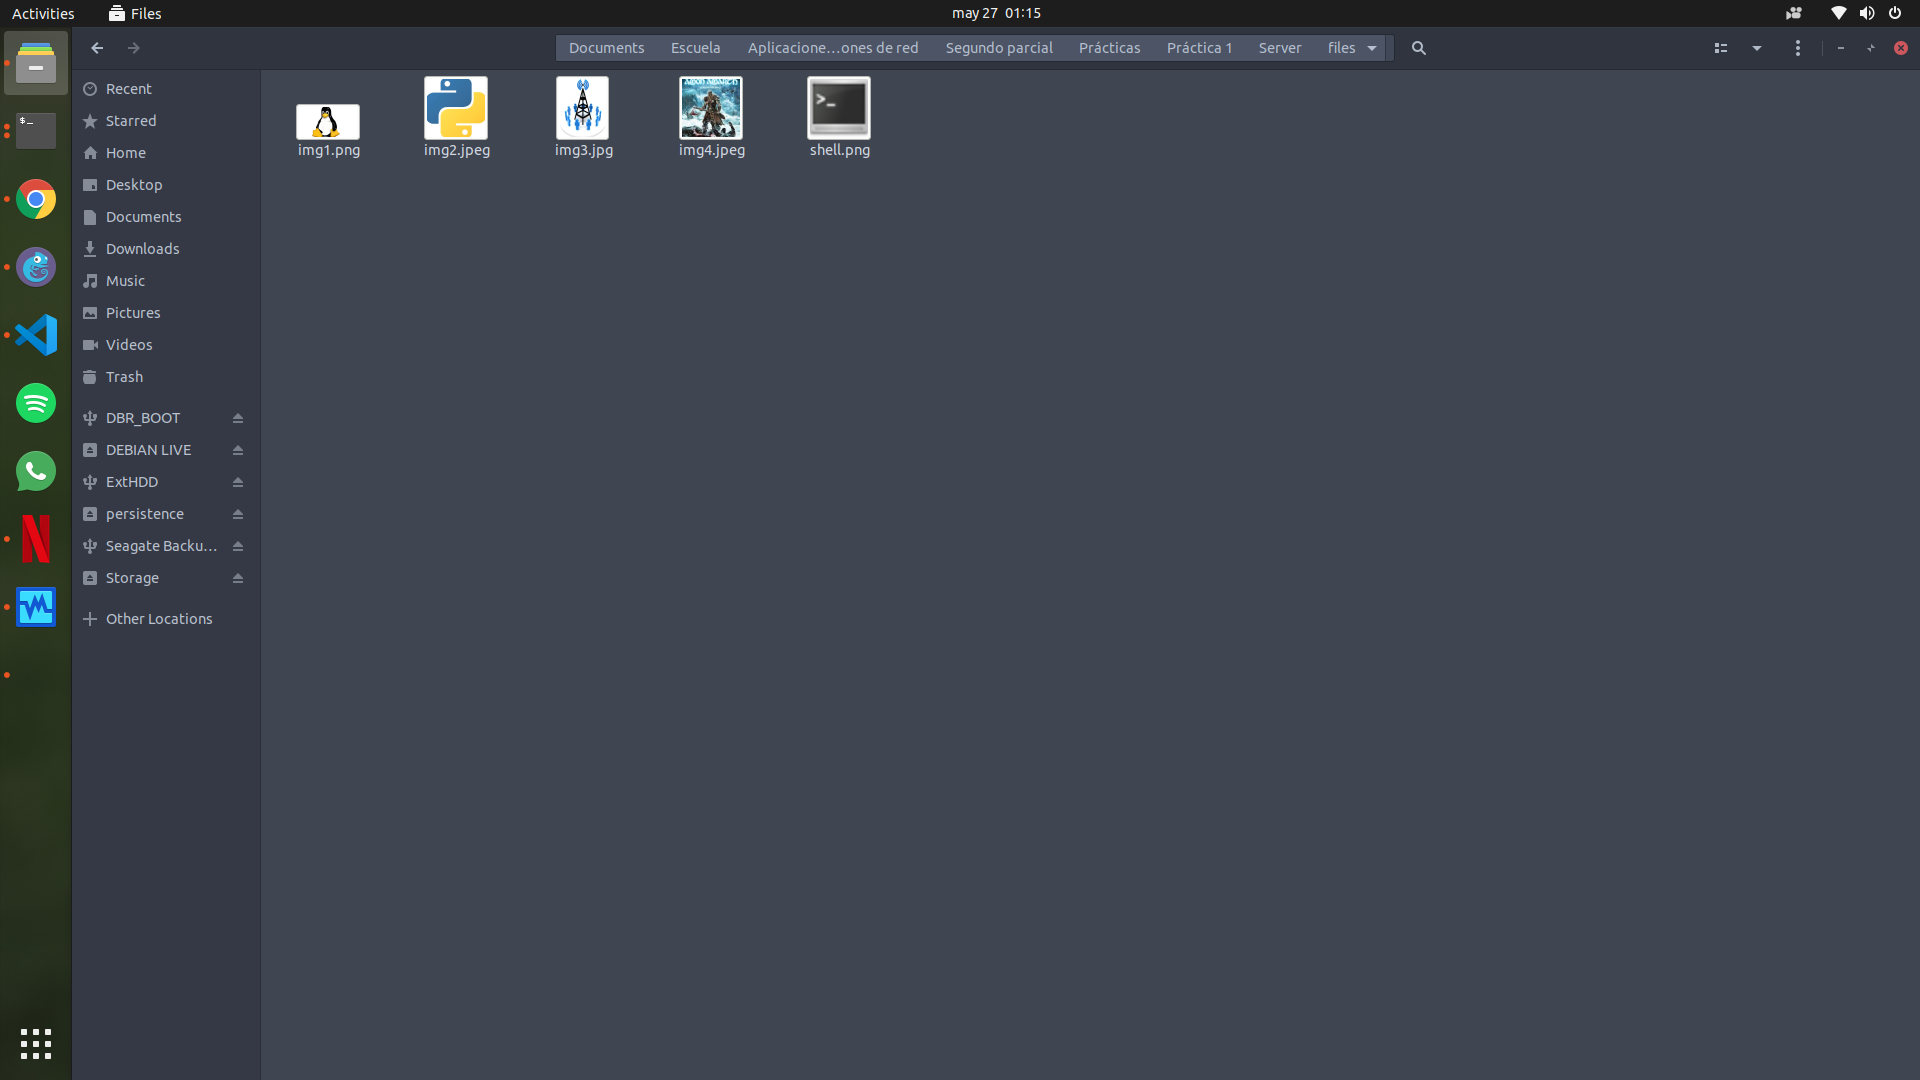 Activities Files may 27 01:15
Documents Escuela Aplicacione...ones de red Segundo parcial Prácticas Práctica 1 Server files
Recent
Starred
Home
Desktop
Documents
Downloads
Music
Pictures
Videos
Trash
DBR_BOOT
DEBIAN LIVE
ExtHDD
persistence
Seagate Backu...
Storage
Other Locations
img1.png img2.jpeg img3.jpg img4.jpeg shell.png
$_
>_
N